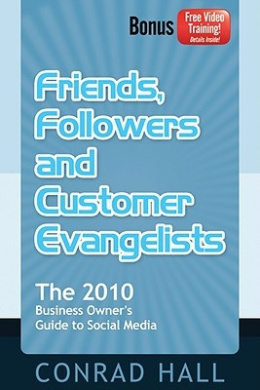 Bonus
Free Video
Training!
Details Inside!
Friends,
Followers
and
Customer
Evangelists
The 2010
Business Owner's
Guide to Social Media
CONRAD HALL